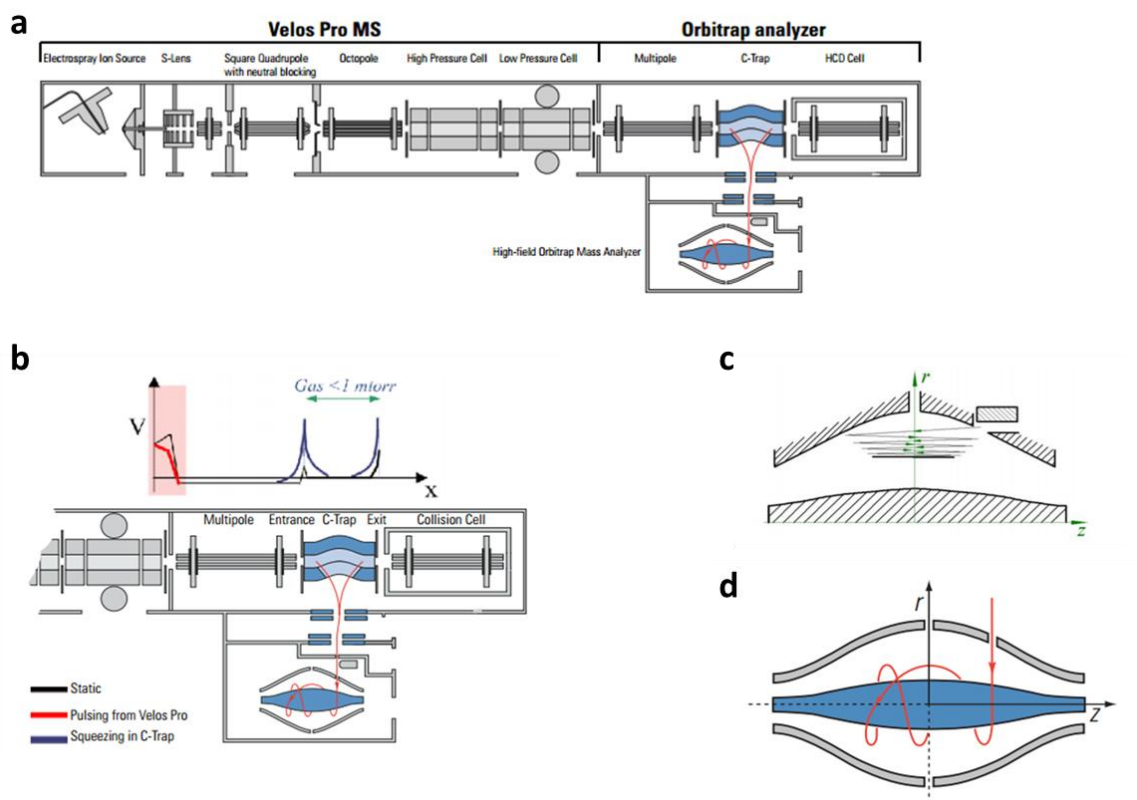 a
Velos Pro MS
Orbitrap analyzer
Electrospray Ion Source
S-Lens
Square Quadrupole
with neutral blocking
Octopole
High Pressure Cell
Low Pressure Cell
Multipole
C-Trap
HCD Cell
High-field Orbitrap Mass Analyzer
b
Gas <1 mtorr
V
X
Multipole
Entrance
C-Trap
Exit
Collision Cell
Static
Pulsing from Velos Pro
Squeezing in C-Trap
c
r
z
d
r
Z